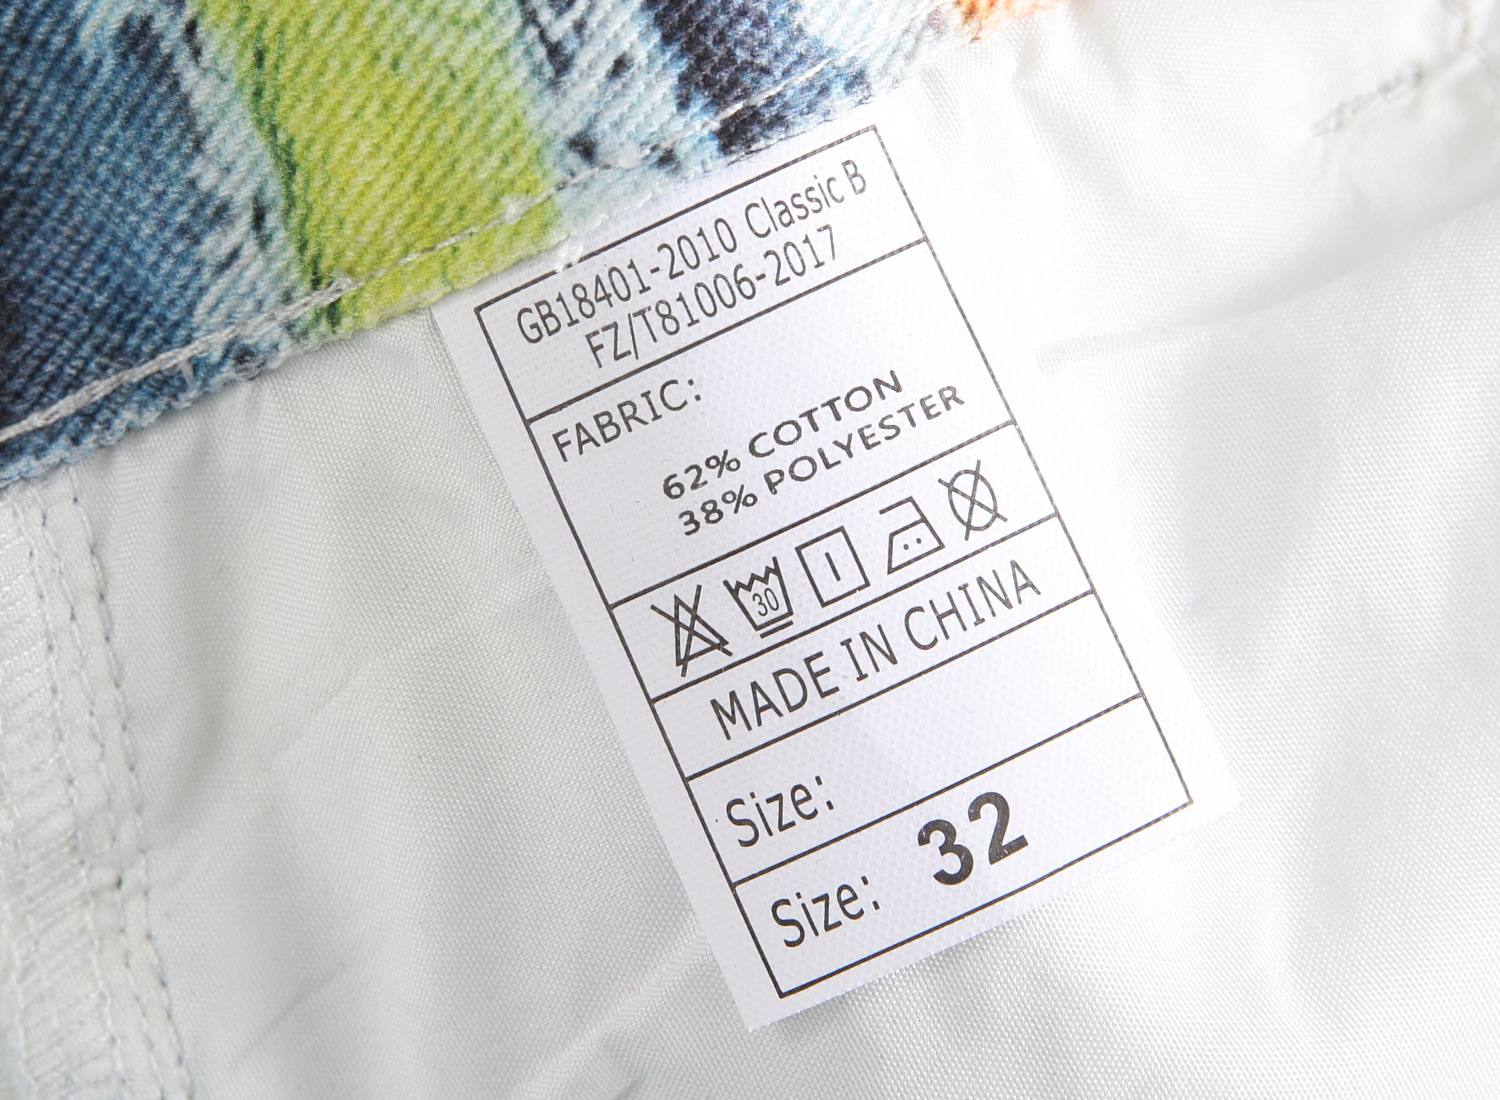 GB18401-2010 Classic B
FZ/T81006-2017
FABRIC:
62% COTTON
38% POLYESTER
30
MADE IN CHINA
Size:
Size: 32